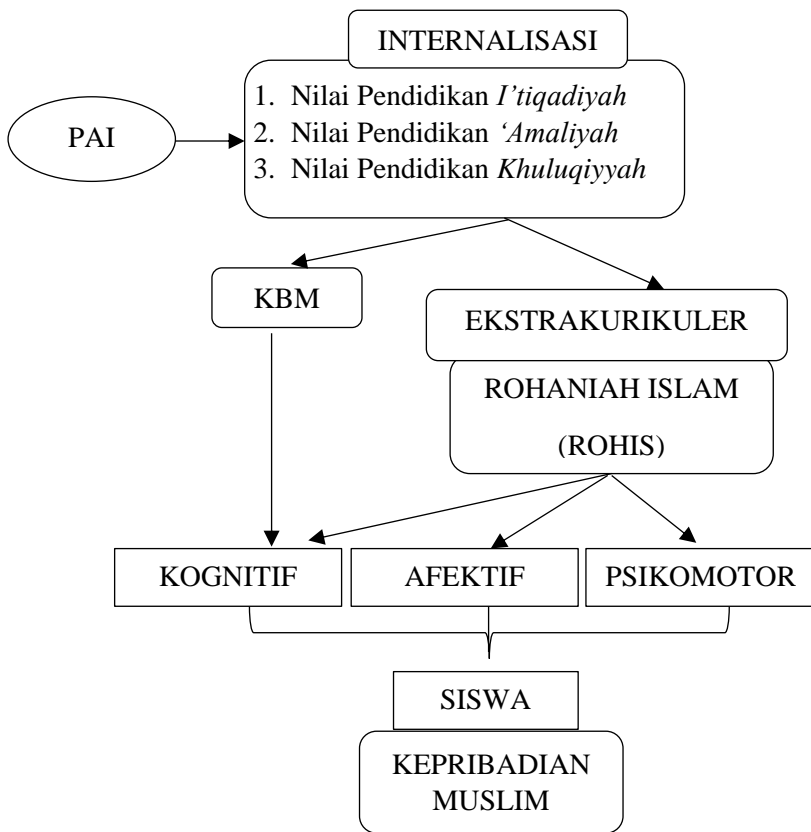 INTERNALISASI
1. Nilai Pendidikan I’tiqadiyah
2. Nilai Pendidikan ‘Amaliyah
3. Nilai Pendidikan Khuluqiyyah
PAI
KBM
EKSTRAKURIKULER
ROHANIAH ISLAM
(ROHIS)
KOGNITIF
AFEKTIF
PSIKOMOTOR
SISWA
KEPRIBADIAN
MUSLIM